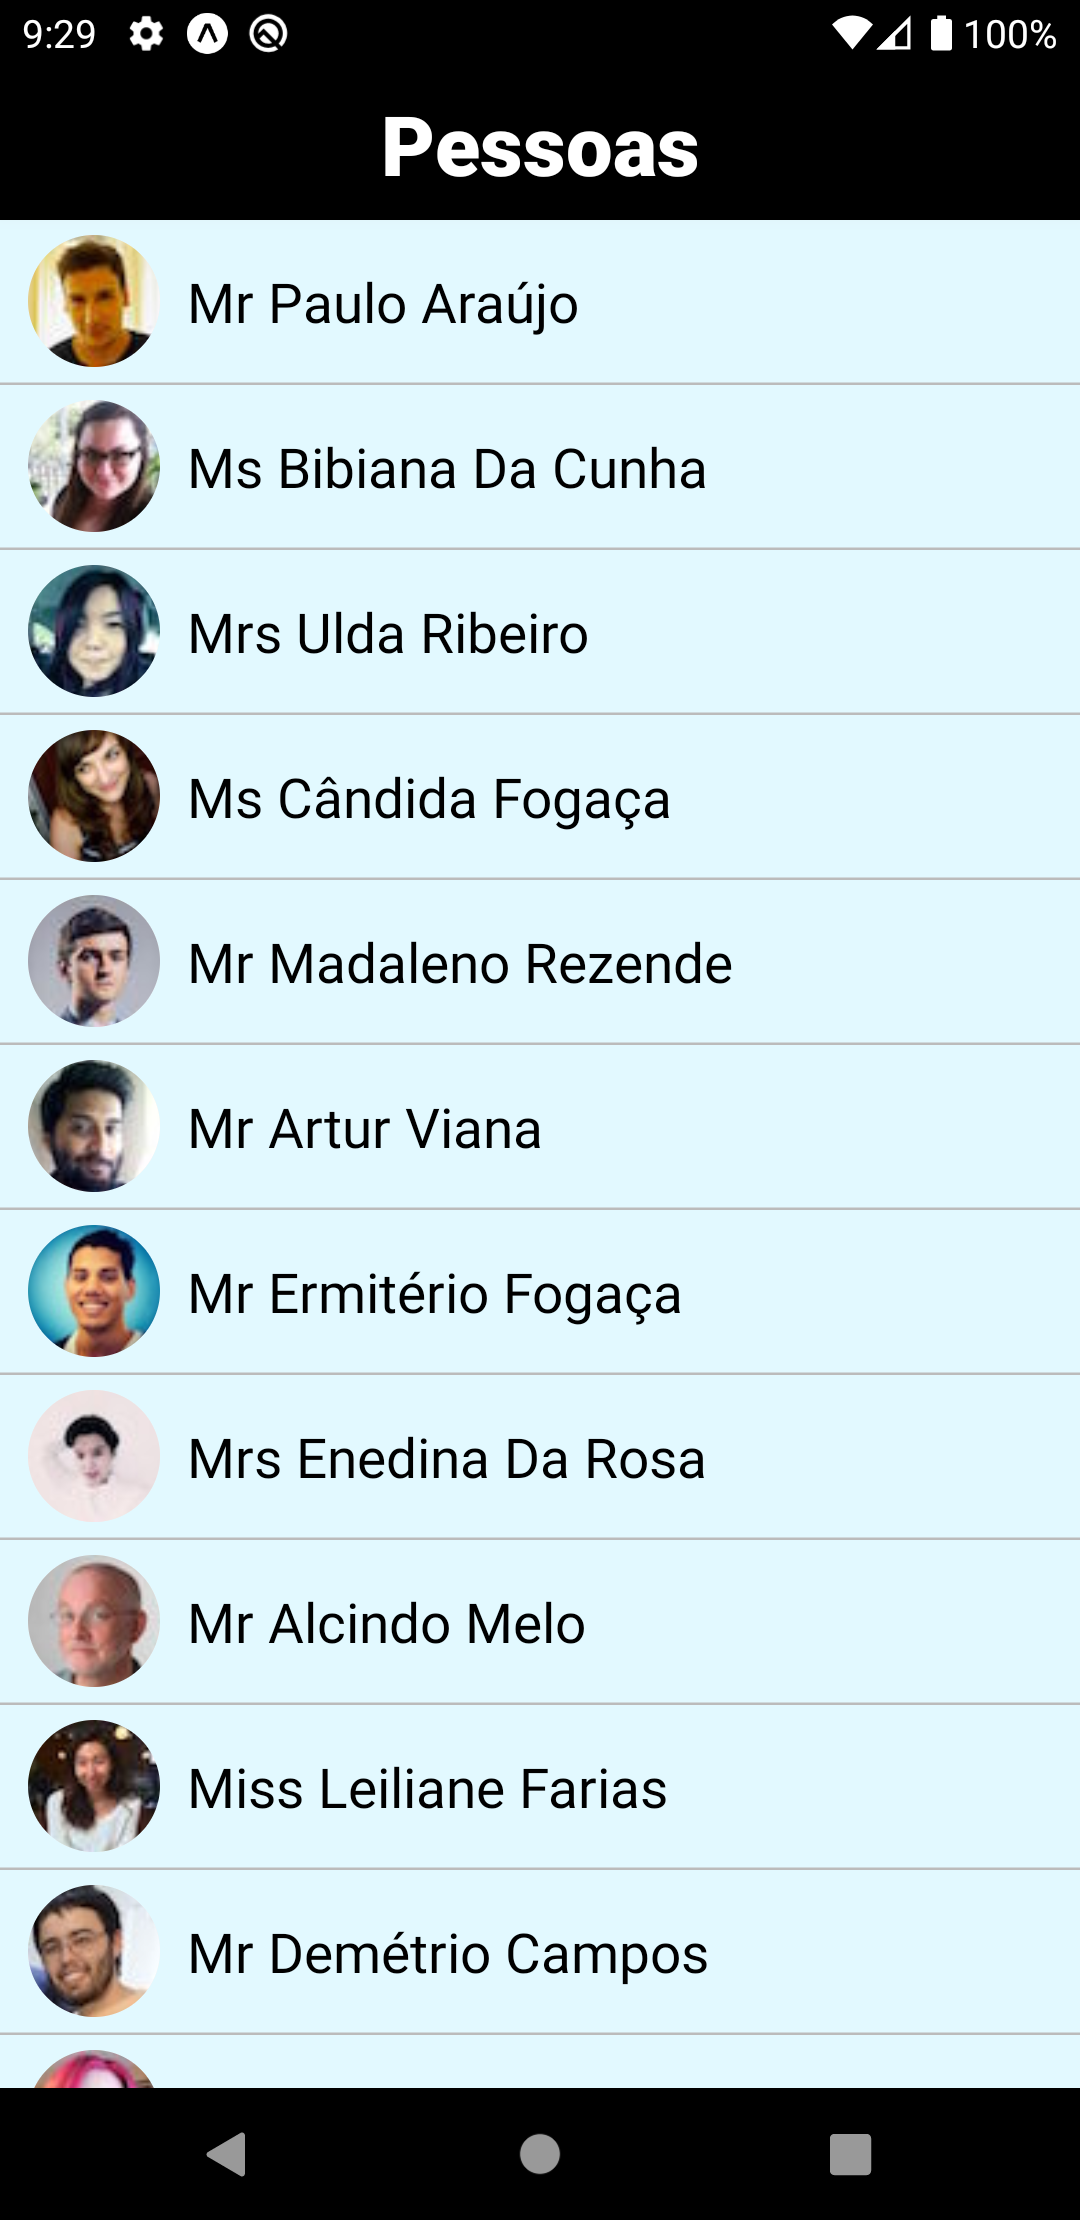 9:29 100%
Pessoas
Mr Paulo Araújo
Ms Bibiana Da Cunha
Mrs Ulda Ribeiro
Ms Cândida Fogaça
Mr Madaleno Rezende
Mr Artur Viana
Mr Ermitério Fogaça
Mrs Enedina Da Rosa
Mr Alcindo Melo
Miss Leiliane Farias
Mr Demétrio Campos